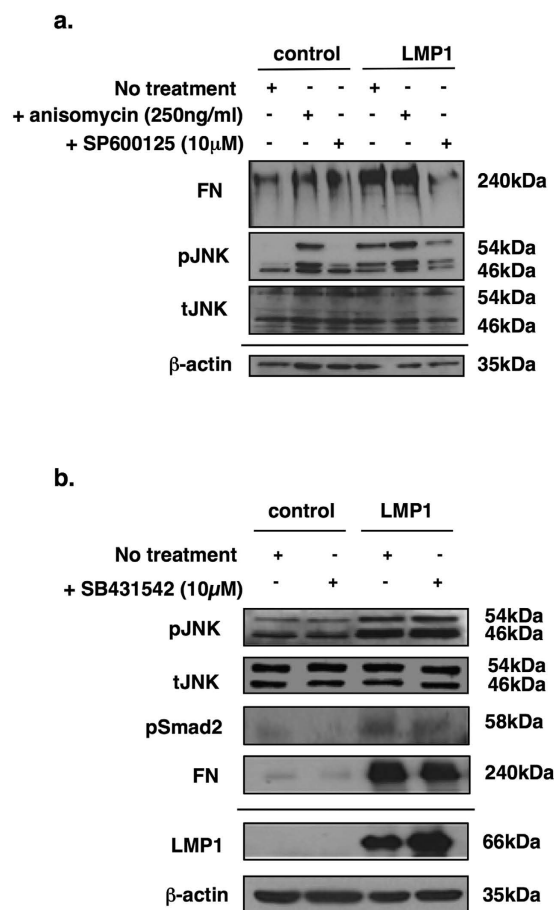 a.
control LMP1
No treatment + - - + - -
+ anisomycin (250ng/ml) - + - - + -
+ SP600125 (10µM) - - + - - +
FN 240kDa
pJNK 54kDa
46kDa
tJNK 54kDa
46kDa
β-actin 35kDa
b.
control LMP1
No treatment + - + -
+ SB431542 (10µM) - + - +
pJNK 54kDa
46kDa
tJNK 54kDa
46kDa
pSmad2 58kDa
FN 240kDa
LMP1 66kDa
β-actin 35kDa